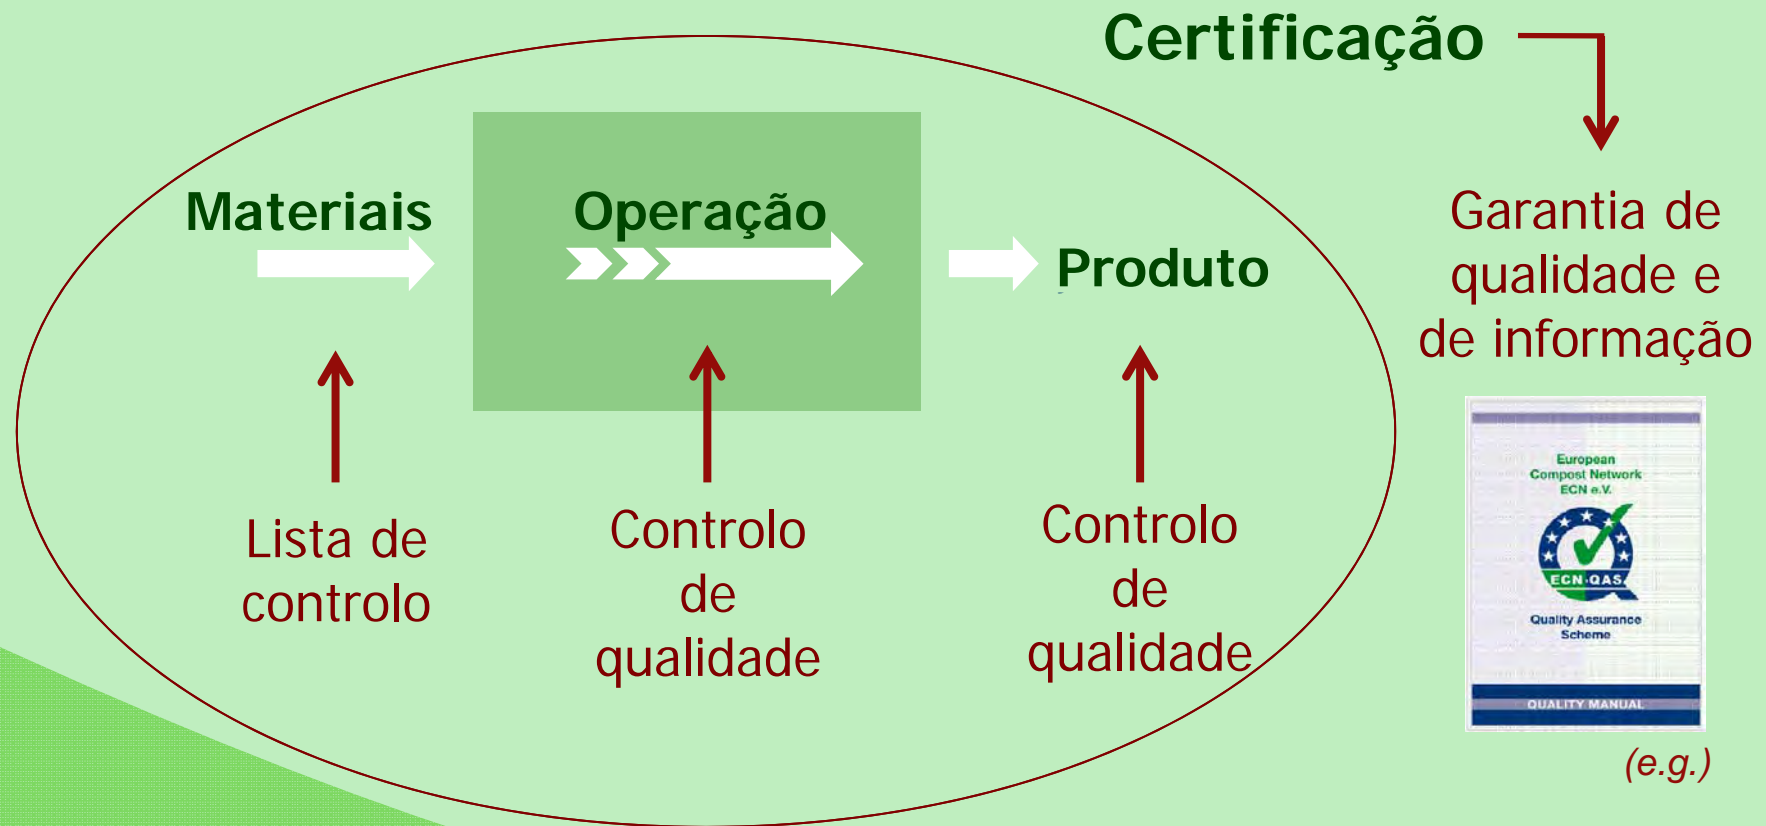 Certificação
Materiais
Operação
Produto
Lista de
controlo
Controlo
de
qualidade
Controlo
de
qualidade
Garantia de
qualidade e
de informação
European
Compost Network
ECN e.V.
ECN-QAS
Quality Assurance
Scheme
QUALITY MANUAL
(e.g.)